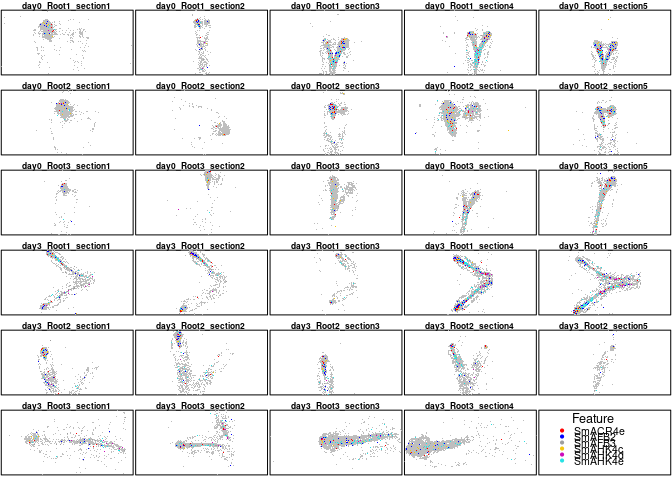 day0_Root1_section1 day0_Root1_section2 day0_Root1_section3 day0_Root1_section4 day0_Root1_section5
day0_Root2_section1 day0_Root2_section2 day0_Root2_section3 day0_Root2_section4 day0_Root2_section5
day0_Root3_section1 day0_Root3_section2 day0_Root3_section3 day0_Root3_section4 day0_Root3_section5
day3_Root1_section1 day3_Root1_section2 day3_Root1_section3 day3_Root1_section4 day3_Root1_section5
day3_Root2_section1 day3_Root2_section2 day3_Root2_section3 day3_Root2_section4 day3_Root2_section5
day3_Root3_section1 day3_Root3_section2 day3_Root3_section3 day3_Root3_section4
Feature
SmACR4e
SmAHK4e